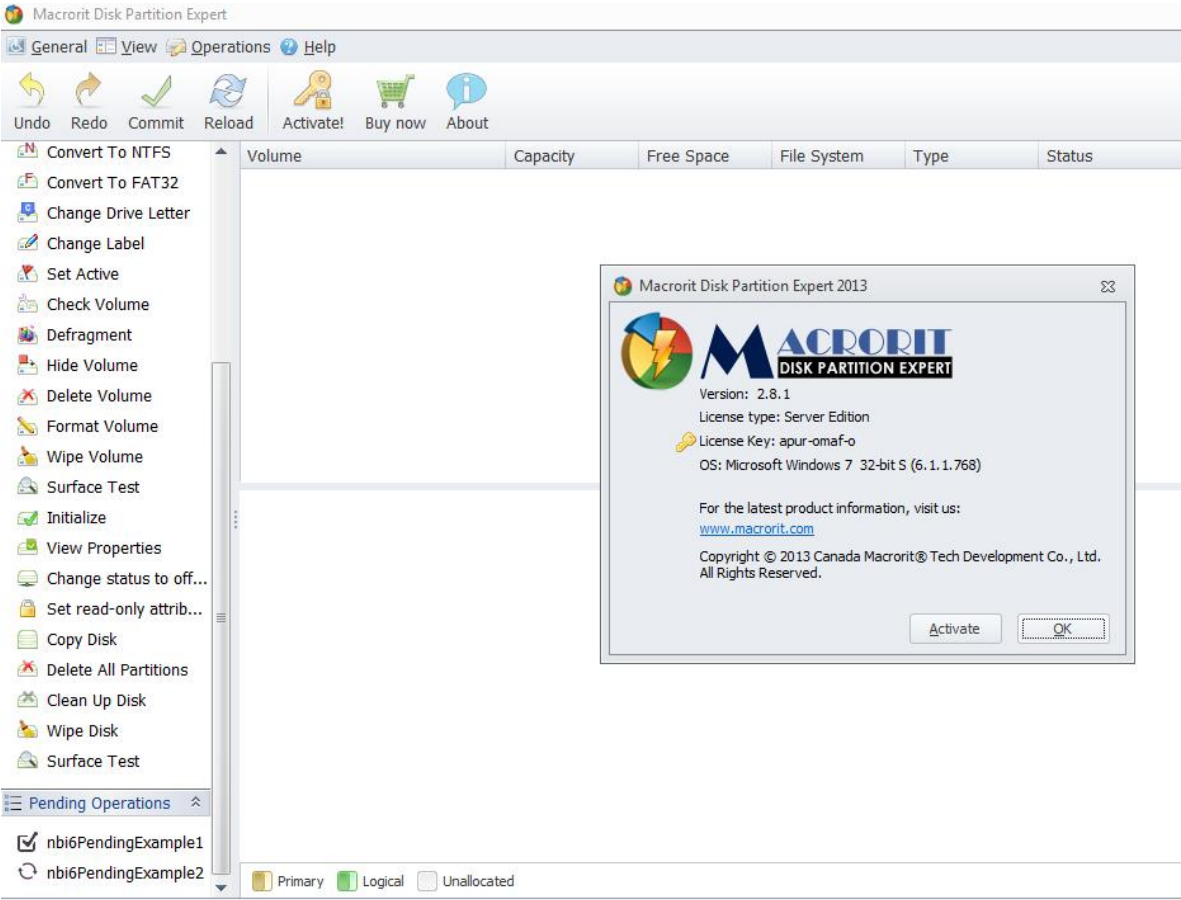 Macrorit Disk Partition Expert
General View Operations Help
Undo Redo Commit Reload Activate! Buy now About
Convert To NTFS
Convert To FAT32
Change Drive Letter
Change Label
Set Active
Check Volume
Defragment
Hide Volume
Delete Volume
Format Volume
Wipe Volume
Surface Test
Initialize
View Properties
Change status to off...
Set read-only attrib...
Copy Disk
Delete All Partitions
Clean Up Disk
Wipe Disk
Surface Test
Pending Operations
nbi6PendingExample1
nbi6PendingExample2
Volume Capacity Free Space File System Type Status
Macrorit Disk Partition Expert 2013
MACRORIT
DISK PARTITION EXPERT
Version: 2.8.1
License type: Server Edition
License Key: apur-omaf-o
OS: Microsoft Windows 7 32-bit S (6.1.1.768)
For the latest product information, visit us:
www.macrorit.com
Copyright © 2013 Canada Macrorit® Tech Development Co., Ltd.
All Rights Reserved.
Activate OK
Primary Logical Unallocated